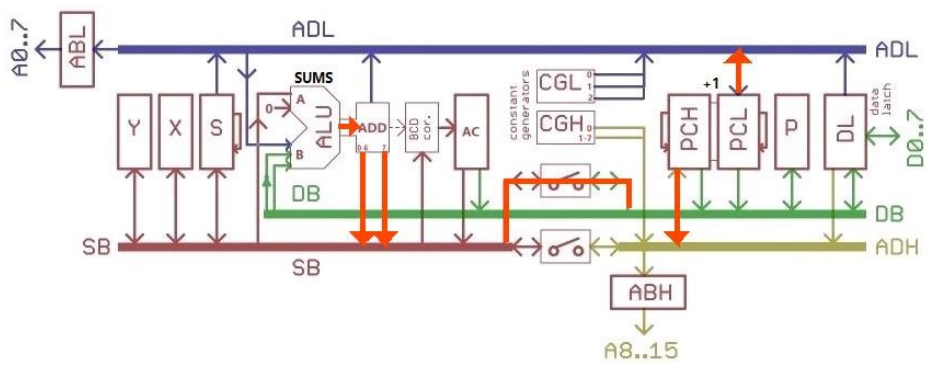 A0..7
ABL
ADL
ADL
SUMS
Y
X
S
0
A
B
ALU
ADD
0-6 7
BCD
cor.
AC
constant
generators
CGL
0
1
2
CGH
0
1-7
+1
PCH
PCL
P
DL
data
latch
D0..7
DB
DB
SB
SB
ADH
ABH
A8..15